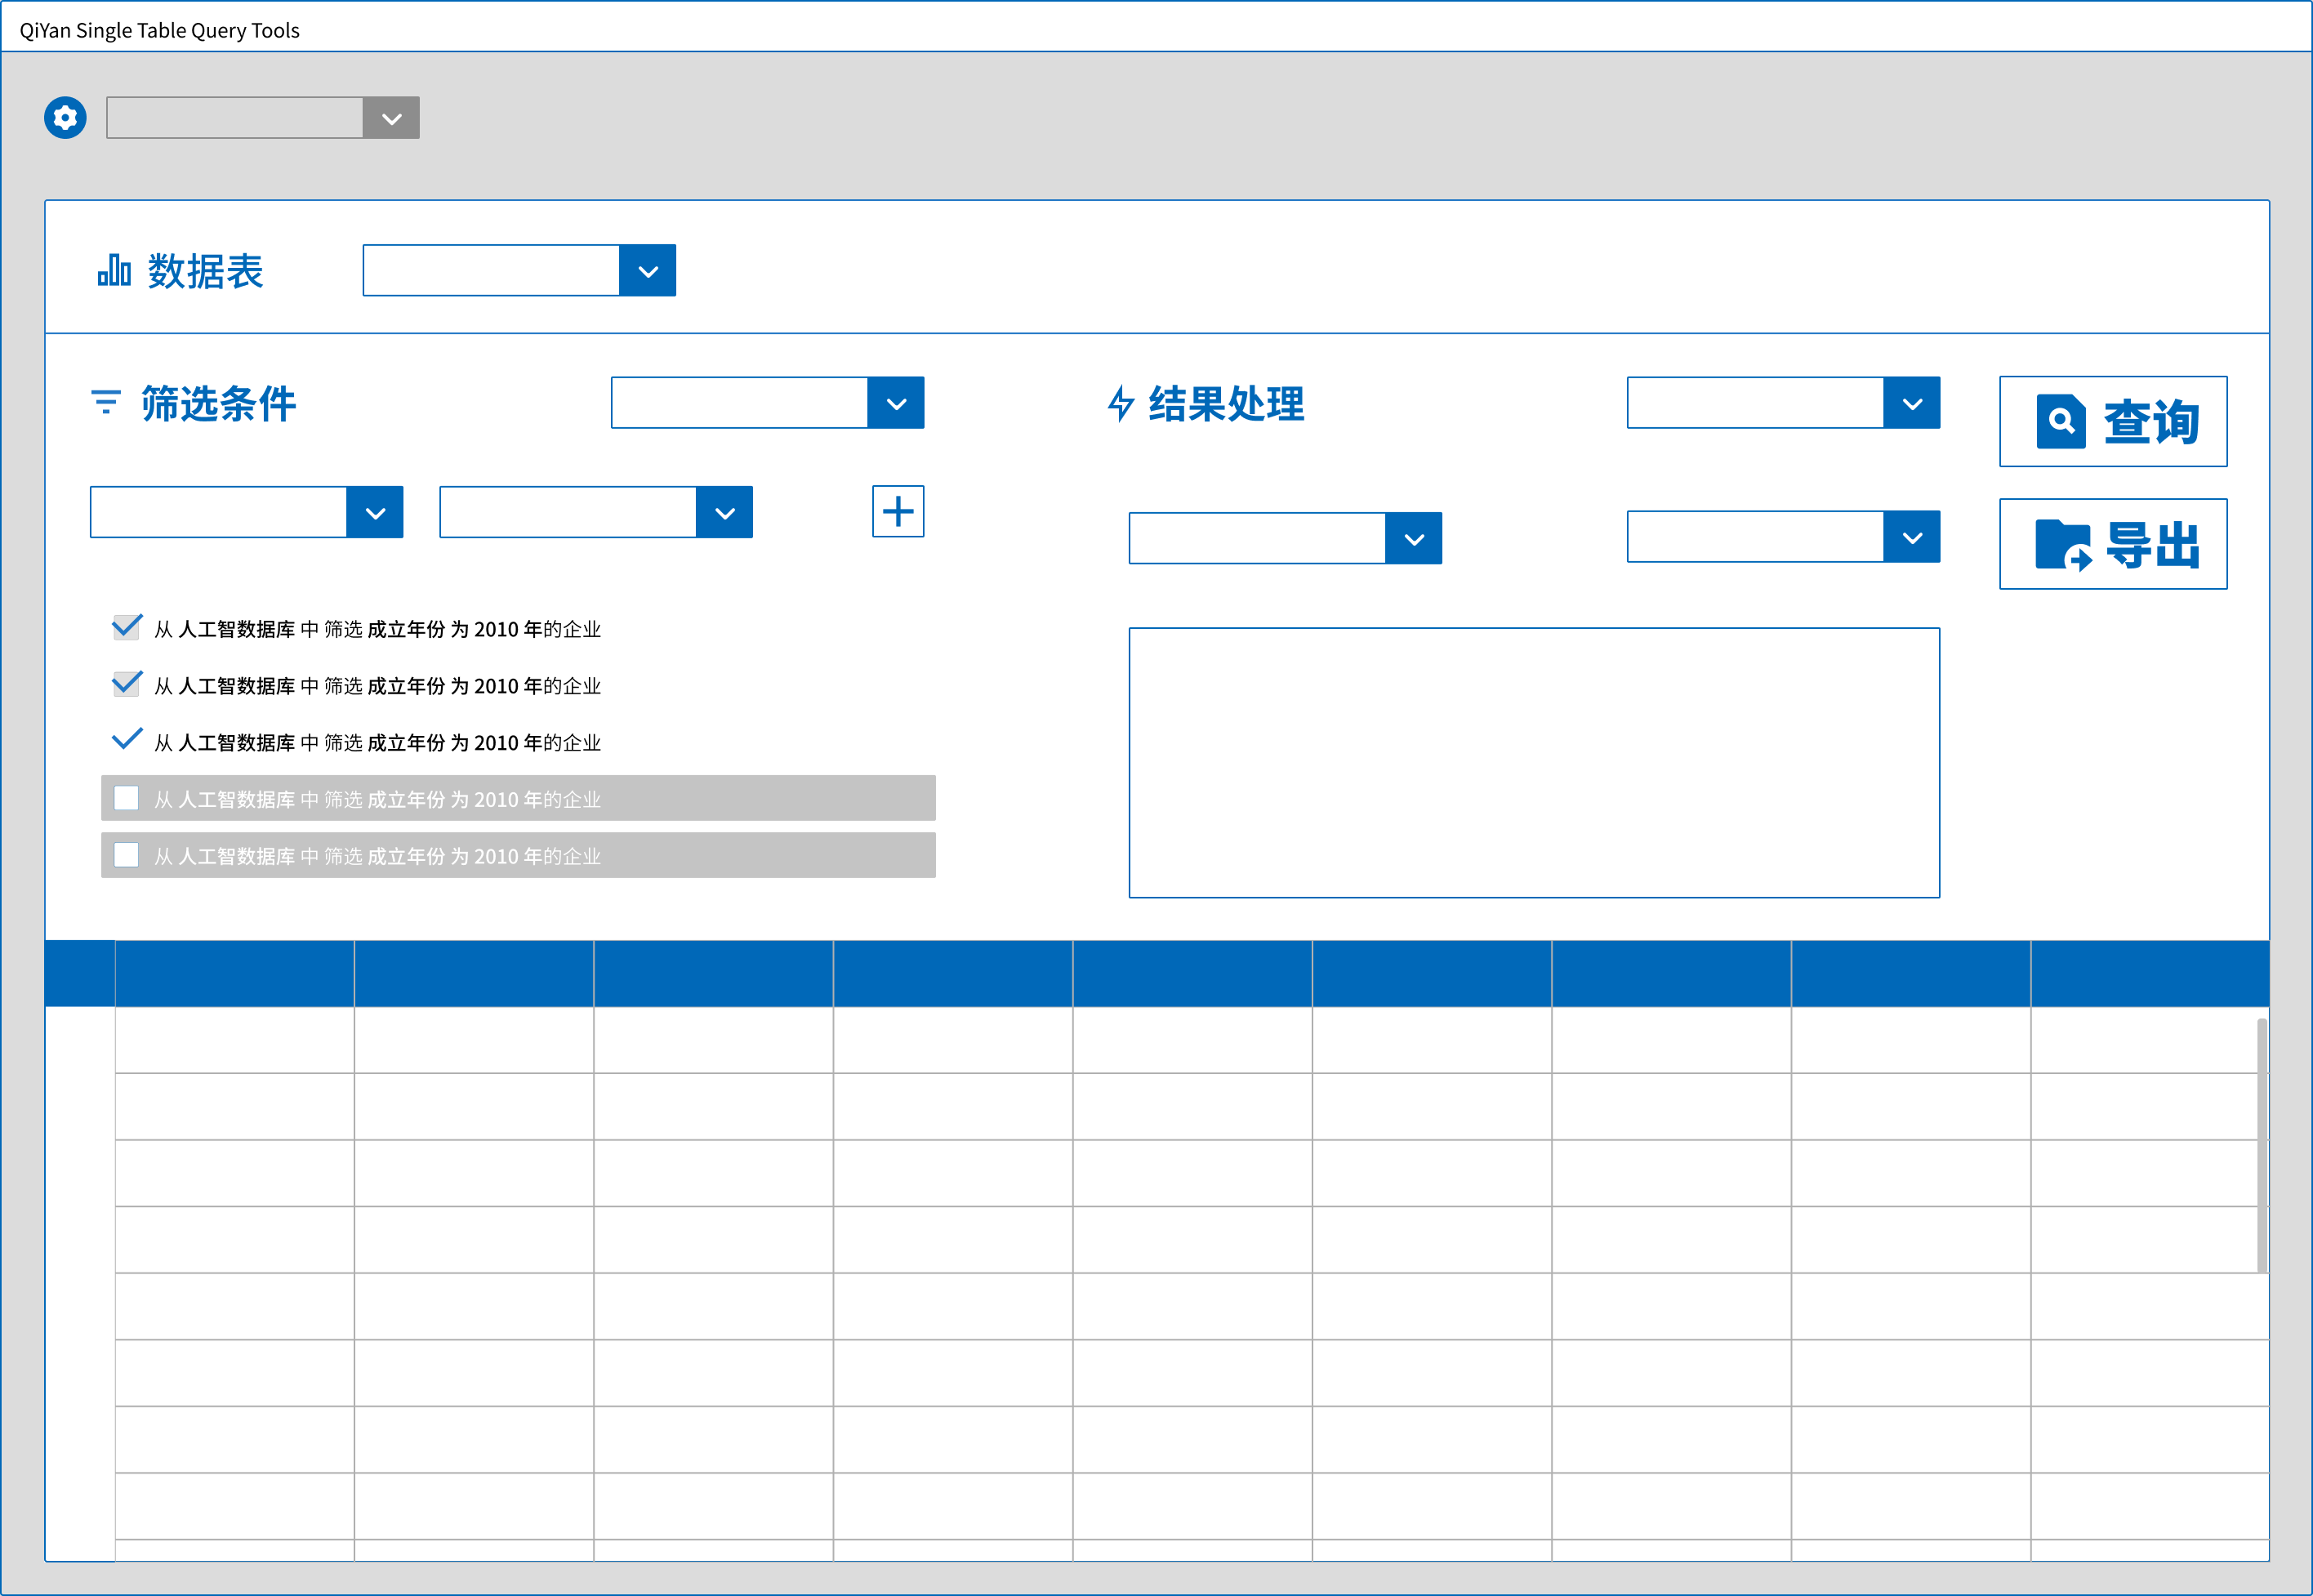 QiYan Single Table Query Tools
数据表
筛选条件
结果处理
查询
导出
从 人工智数据库 中 筛选 成立年份 为 2010 年的企业
从 人工智数据库 中 筛选 成立年份 为 2010 年的企业
从 人工智数据库 中 筛选 成立年份 为 2010 年的企业
从 人工智数据库 中 筛选 成立年份 为 2010 年的企业
从 人工智数据库 中 筛选 成立年份 为 2010 年的企业